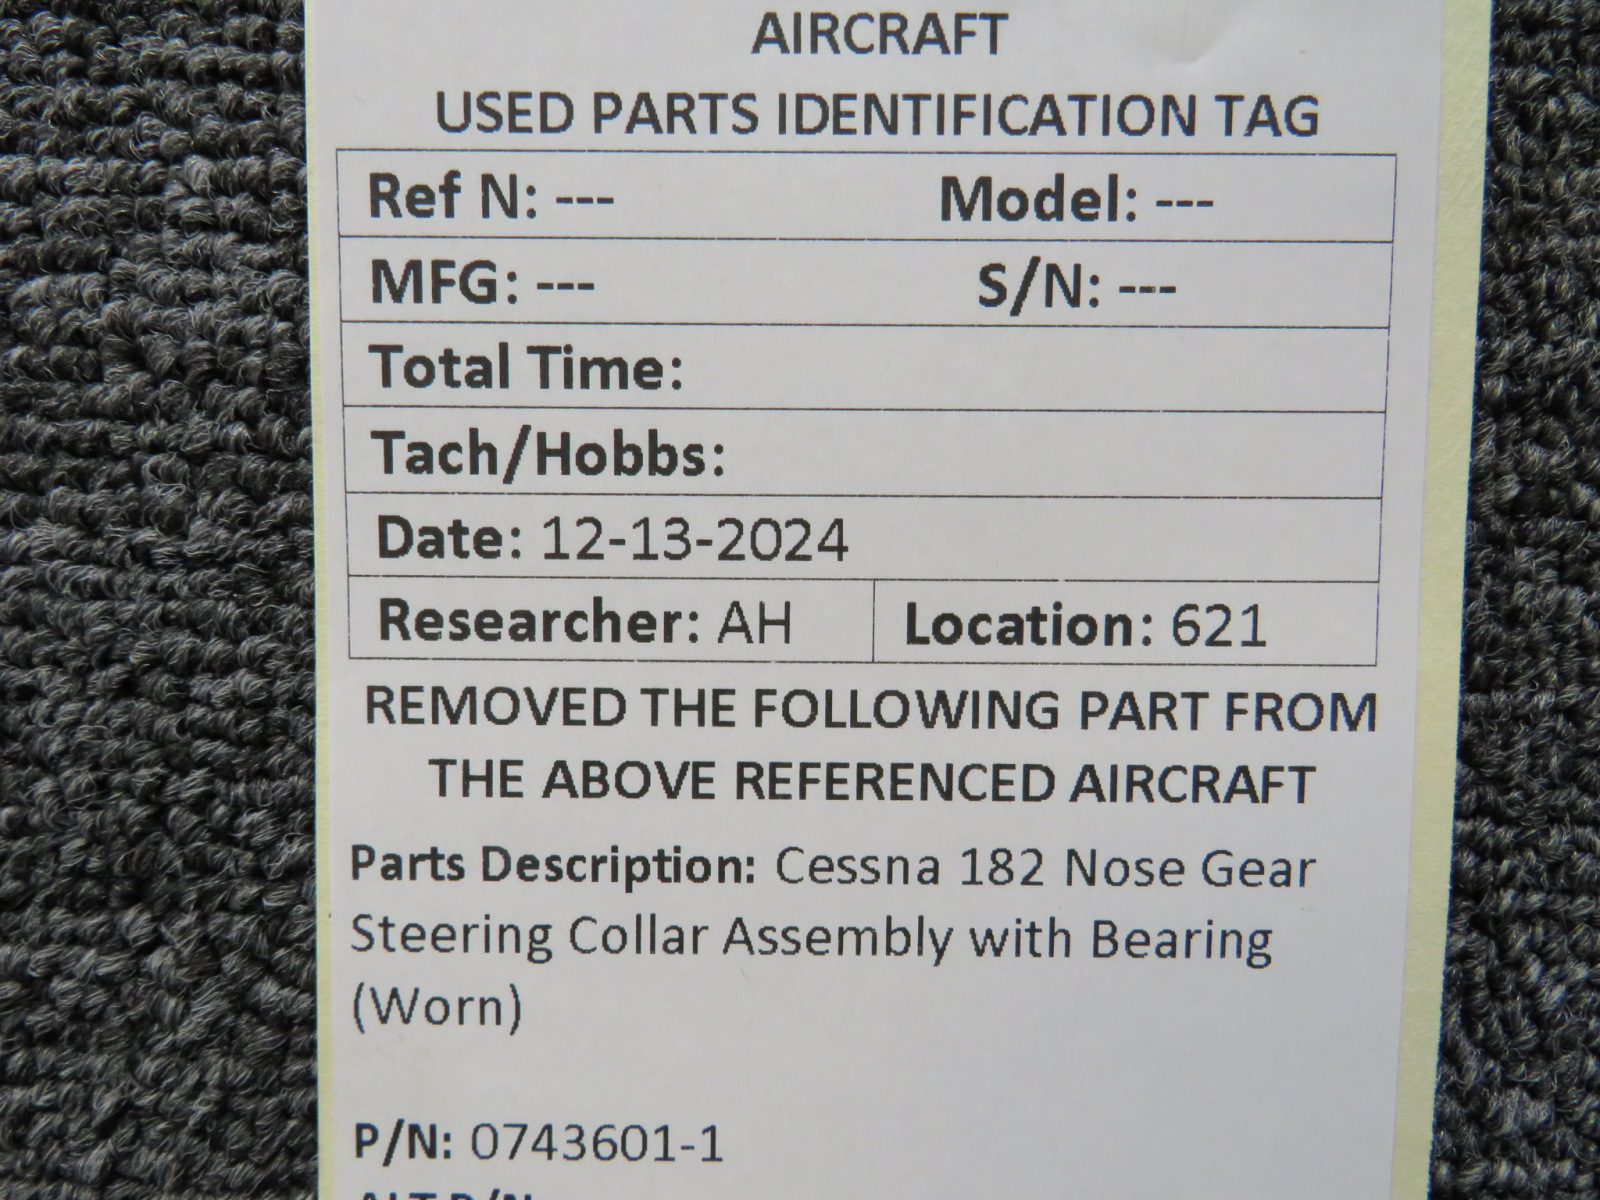 AIRCRAFT
USED PARTS IDENTIFICATION TAG
Ref N: --- Model: ---
MFG: --- S/N: ---
Total Time:
Tach/Hobbs:
Date: 12-13-2024
Researcher: AH Location: 621
REMOVED THE FOLLOWING PART FROM
THE ABOVE REFERENCED AIRCRAFT
Parts Description: Cessna 182 Nose Gear
Steering Collar Assembly with Bearing
(Worn)
P/N: 0743601-1
ALT P/N